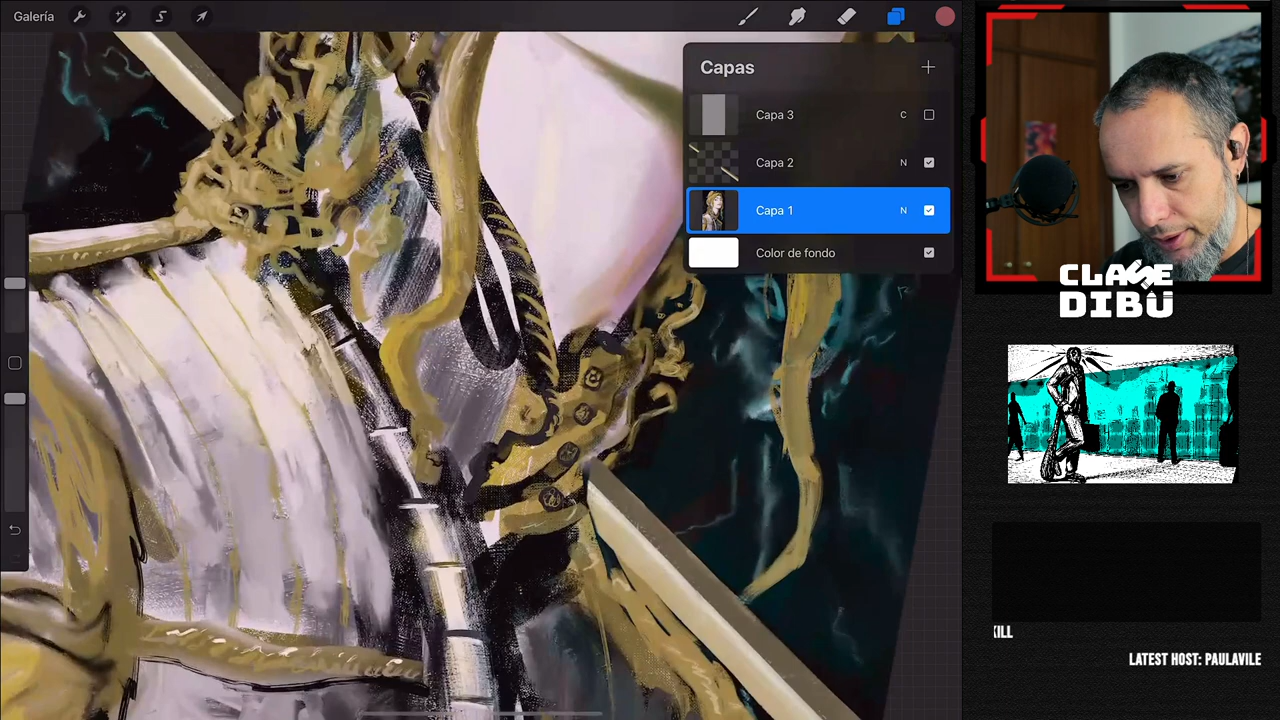 Galería
Capas
Capa 3 C
Capa 2 N
Capa 1 N
Color de fondo
CLASE
DIBU
KILL
LATEST HOST: PAULAVILE